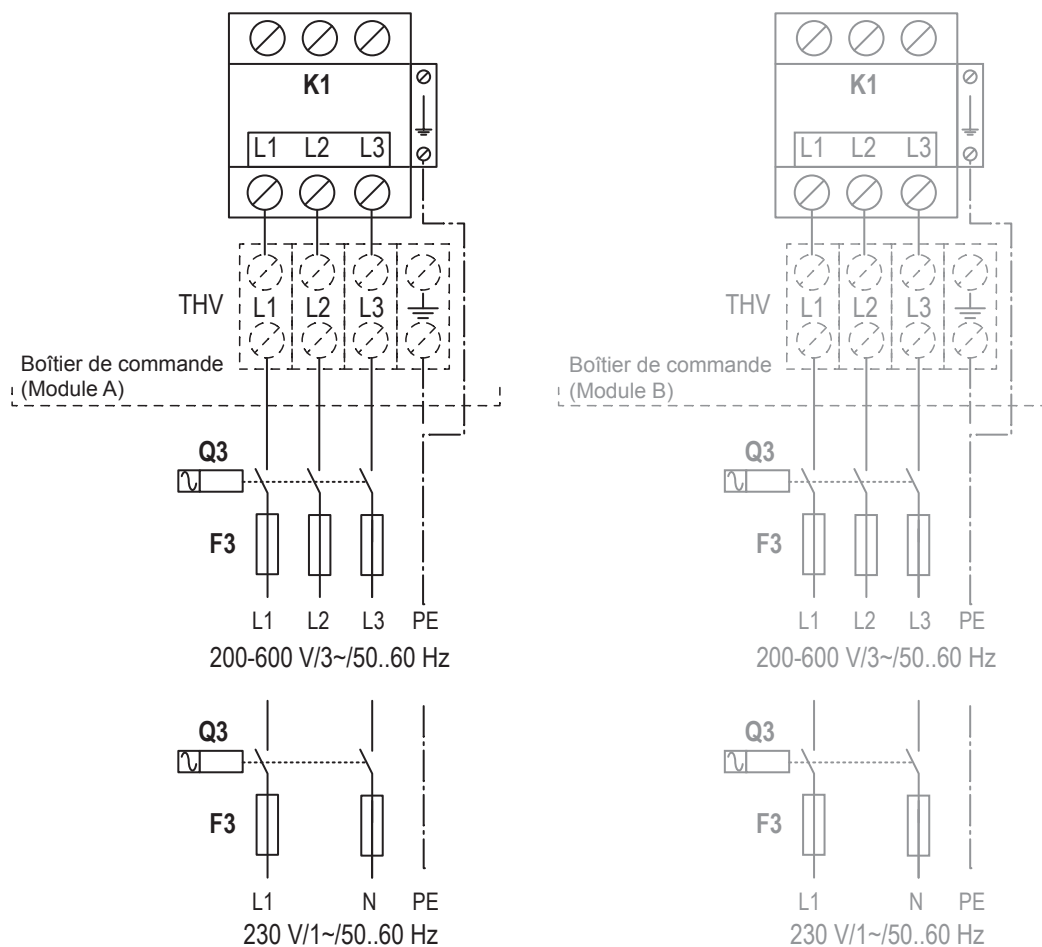 K1
L1 L2 L3
THV
L1 L2 L3
Boîtier de commande
(Module A)
Q3
F3
L1 L2 L3 PE
200-600 V/3~/50..60 Hz
Q3
F3
L1 N PE
230 V/1~/50..60 Hz
K1
L1 L2 L3
THV
L1 L2 L3
Boîtier de commande
(Module B)
Q3
F3
L1 L2 L3 PE
200-600 V/3~/50..60 Hz
Q3
F3
L1 N PE
230 V/1~/50..60 Hz